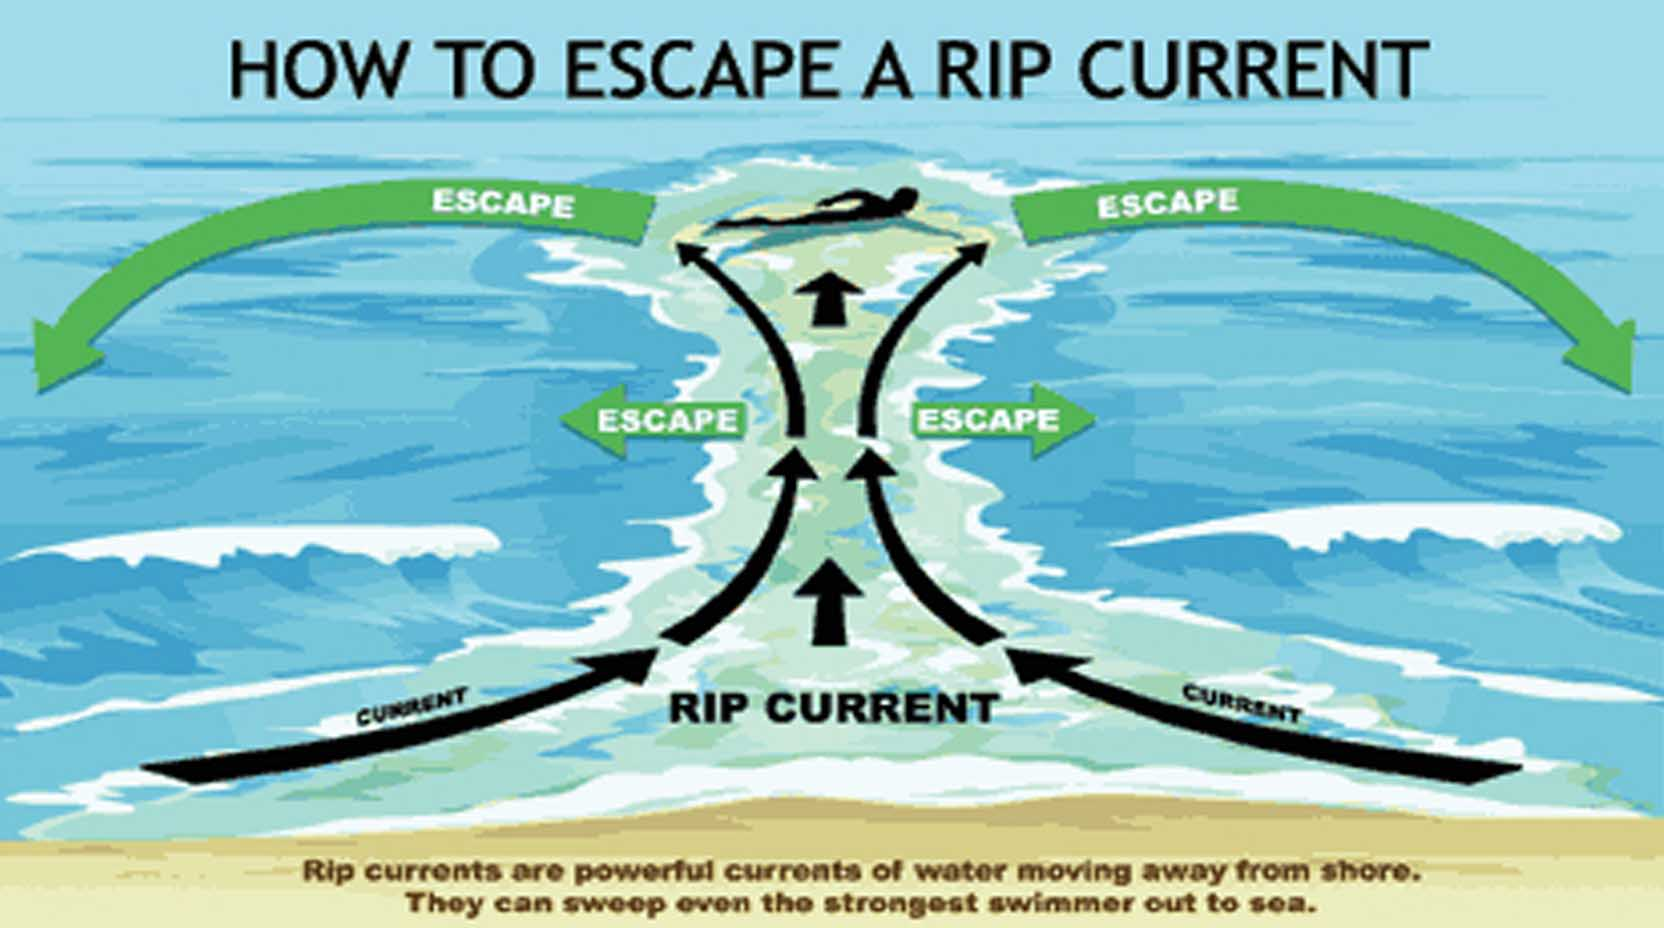 HOW TO ESCAPE A RIP CURRENT
ESCAPE
ESCAPE
ESCAPE
ESCAPE
CURRENT
RIP CURRENT
CURRENT
Rip currents are powerful currents of water moving away from shore.
They can sweep even the strongest swimmer out to sea.